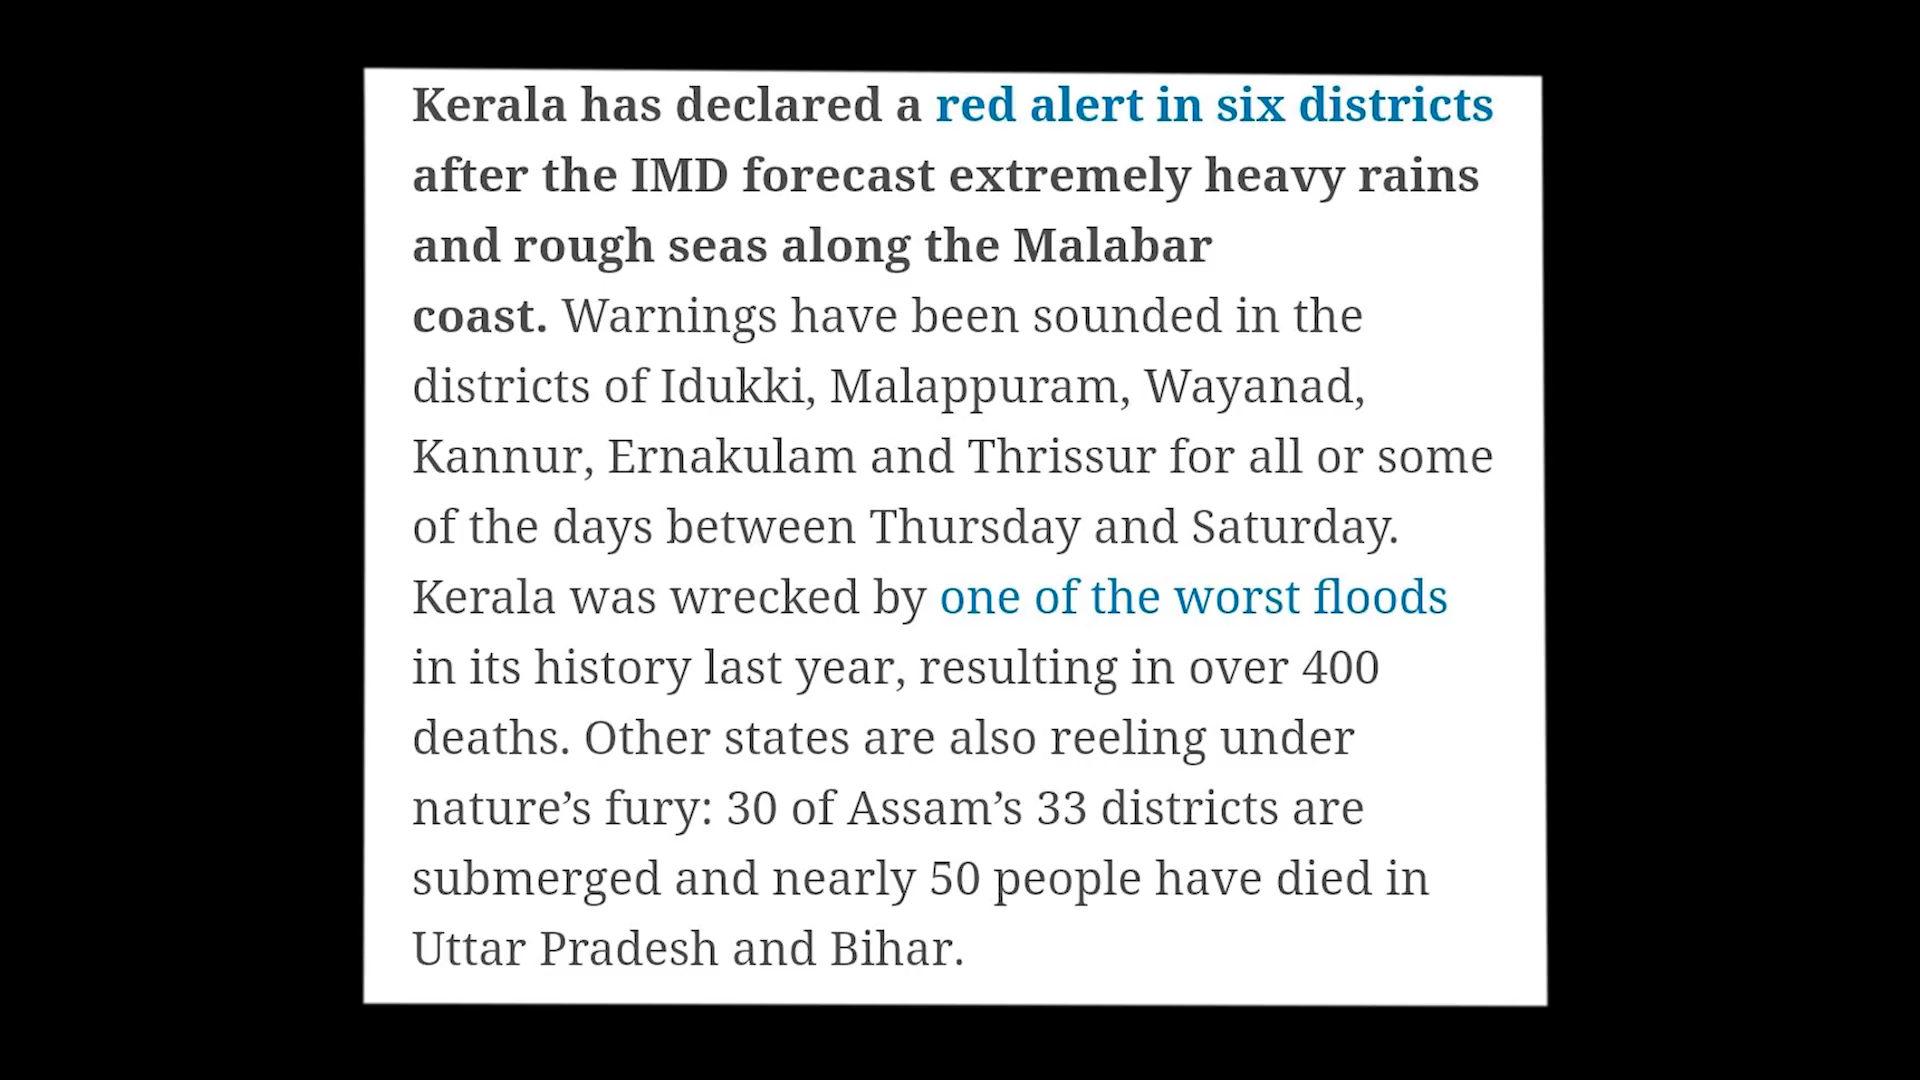 Kerala has declared a red alert in six districts
after the IMD forecast extremely heavy rains
and rough seas along the Malabar
coast. Warnings have been sounded in the
districts of Idukki, Malappuram, Wayanad,
Kannur, Ernakulam and Thrissur for all or some
of the days between Thursday and Saturday.
Kerala was wrecked by one of the worst floods
in its history last year, resulting in over 400
deaths. Other states are also reeling under
nature’s fury: 30 of Assam’s 33 districts are
submerged and nearly 50 people have died in
Uttar Pradesh and Bihar.